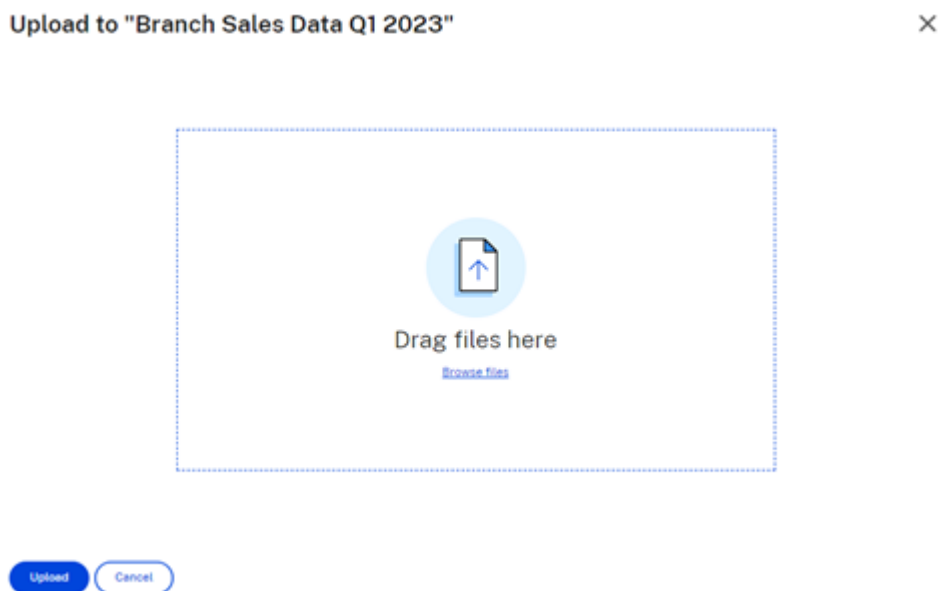 Upload to "Branch Sales Data Q1 2023"
Drag files here
Browse files
Upload
Cancel